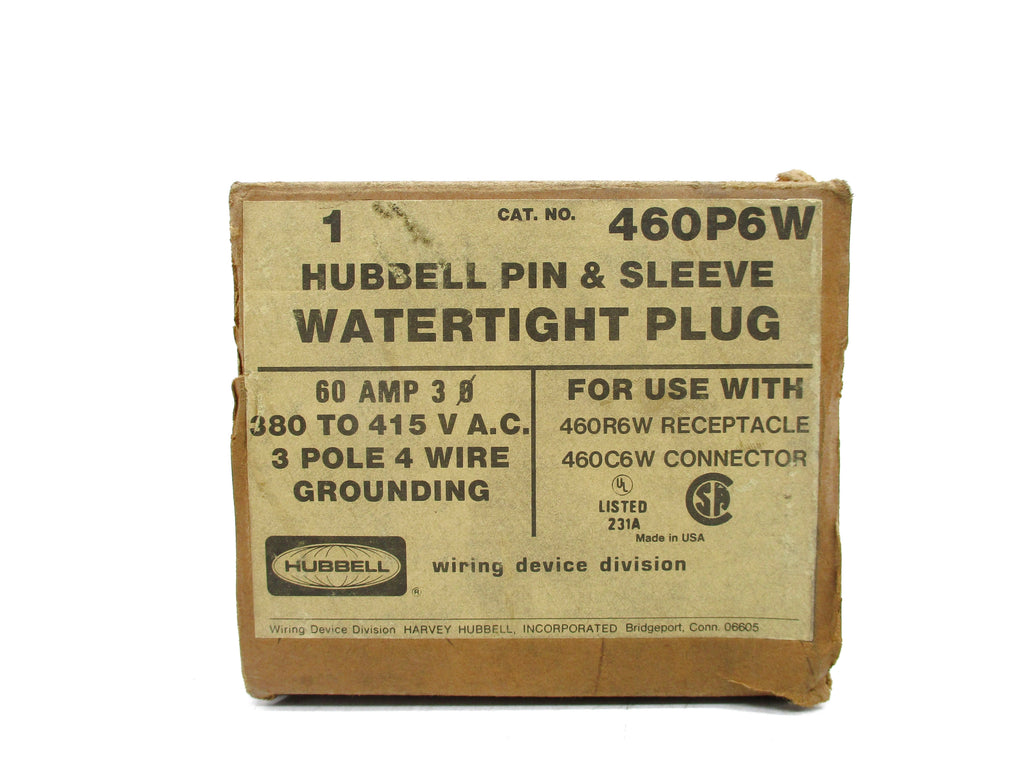 1 CAT. NO. 460P6W
HUBBELL PIN & SLEEVE
WATERTIGHT PLUG
60 AMP 3 Ø
380 TO 415 V A.C.
3 POLE 4 WIRE
GROUNDING
FOR USE WITH
460R6W RECEPTACLE
460C6W CONNECTOR
UL SA
LISTED
231A
Made in USA
HUBBELL ® wiring device division
Wiring Device Division HARVEY HUBBELL, INCORPORATED Bridgeport, Conn. 06605